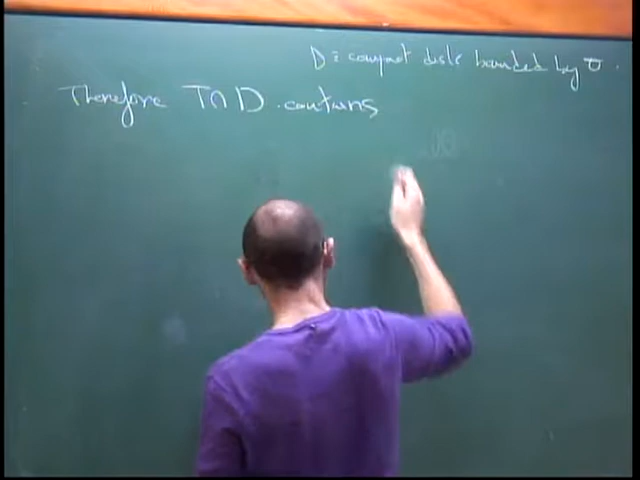 D = compact disk bounded by σ.
Therefore T∩D contains